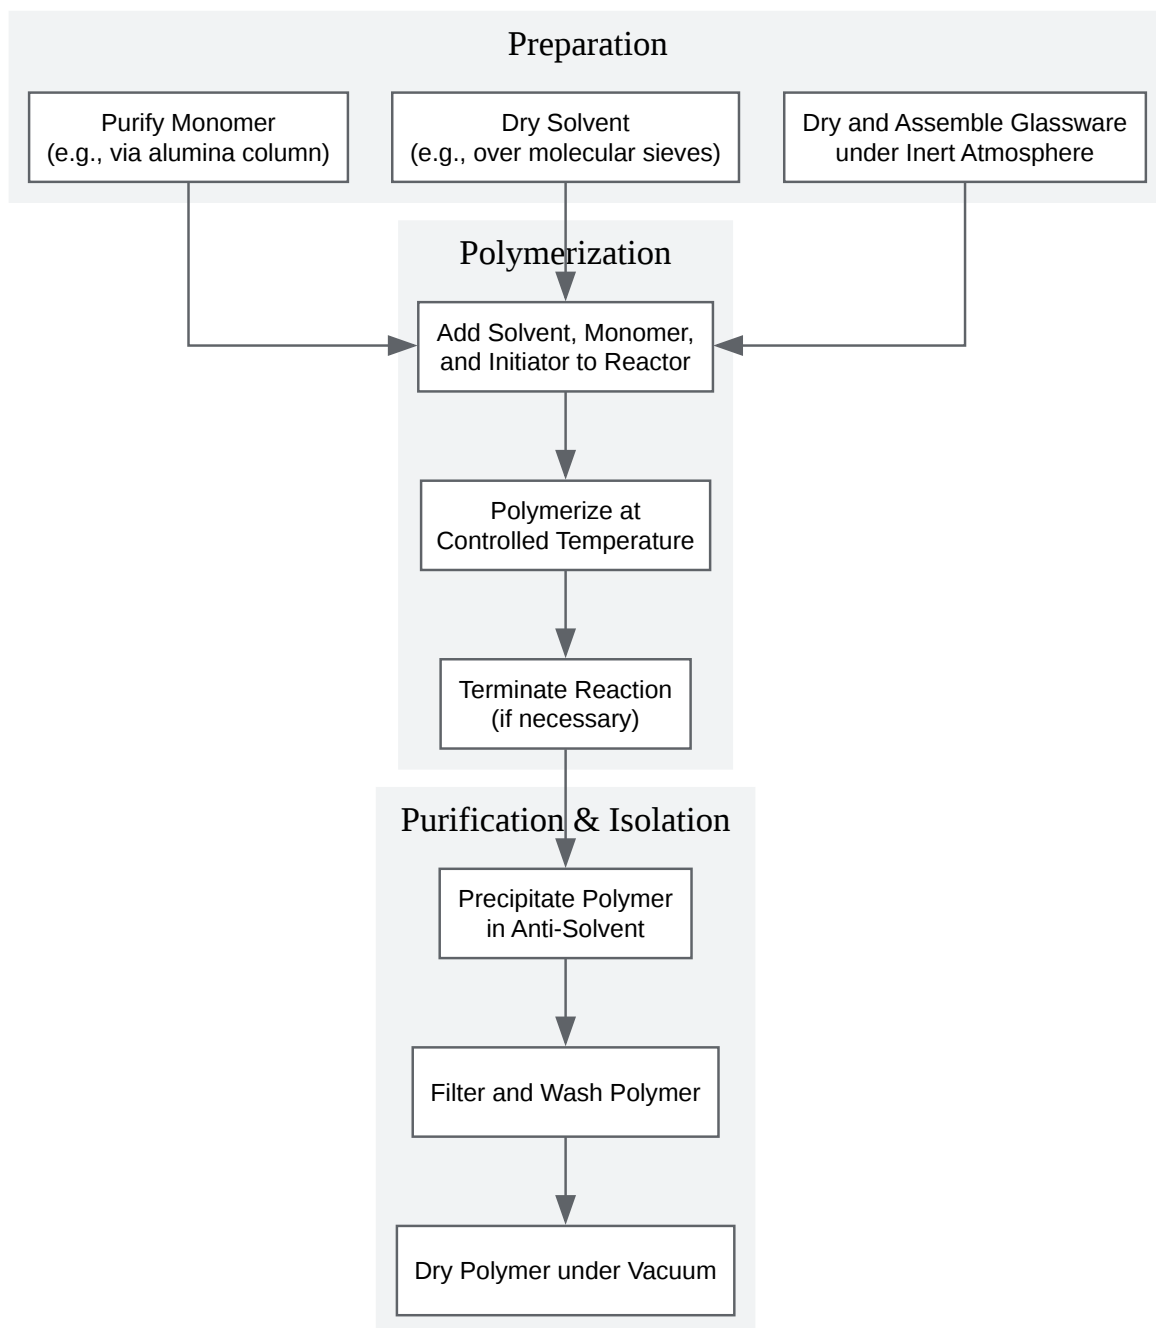 Preparation
Purify Monomer
(e.g., via alumina column)
Dry Solvent
(e.g., over molecular sieves)
Dry and Assemble Glassware
under Inert Atmosphere
Polymerization
Add Solvent, Monomer,
and Initiator to Reactor
Polymerize at
Controlled Temperature
Terminate Reaction
(if necessary)
Purification & Isolation
Precipitate Polymer
in Anti-Solvent
Filter and Wash Polymer
Dry Polymer under Vacuum